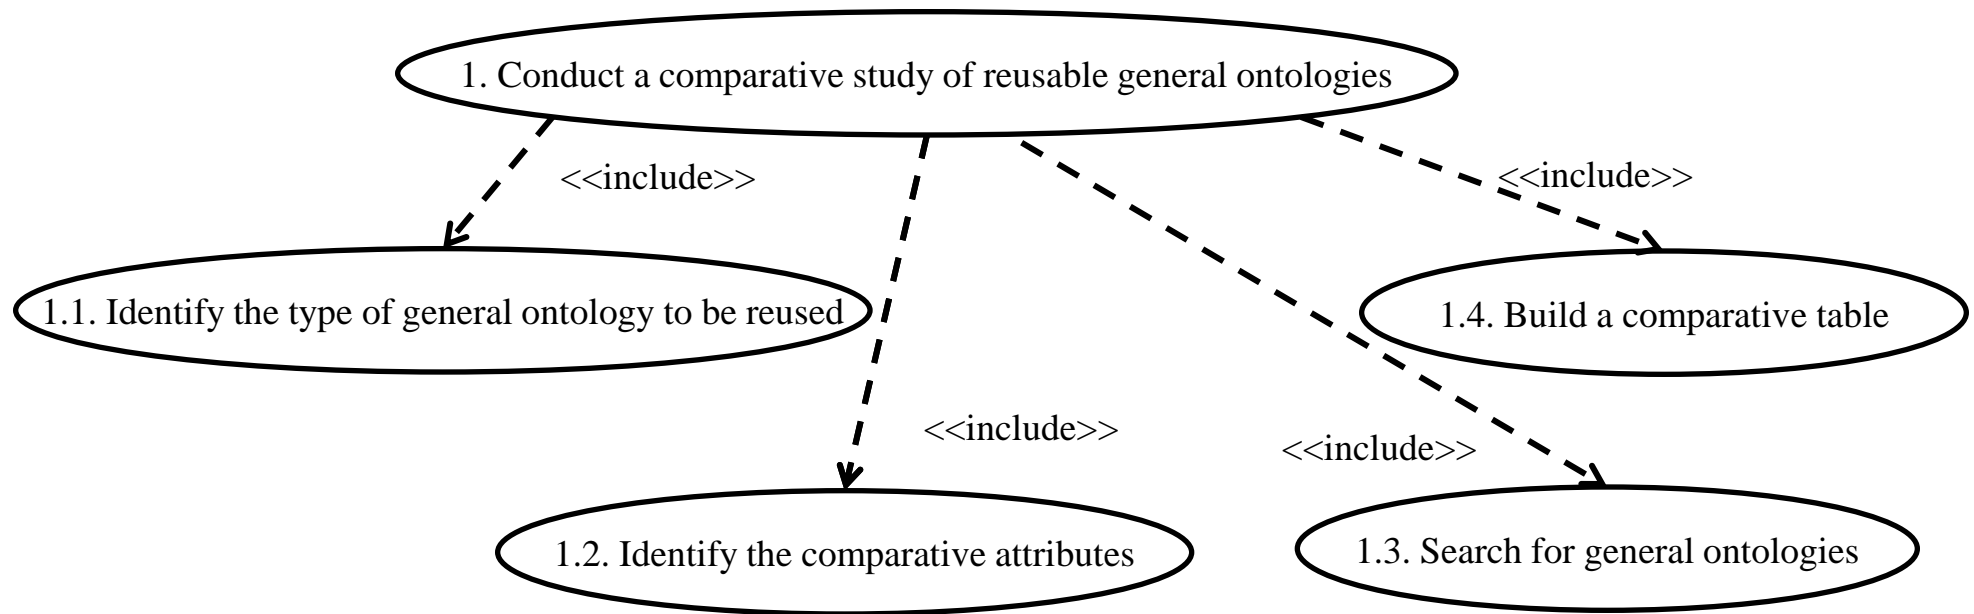 1. Conduct a comparative study of reusable general ontologies
<<include>>
<<include>>
1.1. Identify the type of general ontology to be reused
1.4. Build a comparative table
<<include>>
<<include>>
1.2. Identify the comparative attributes
1.3. Search for general ontologies